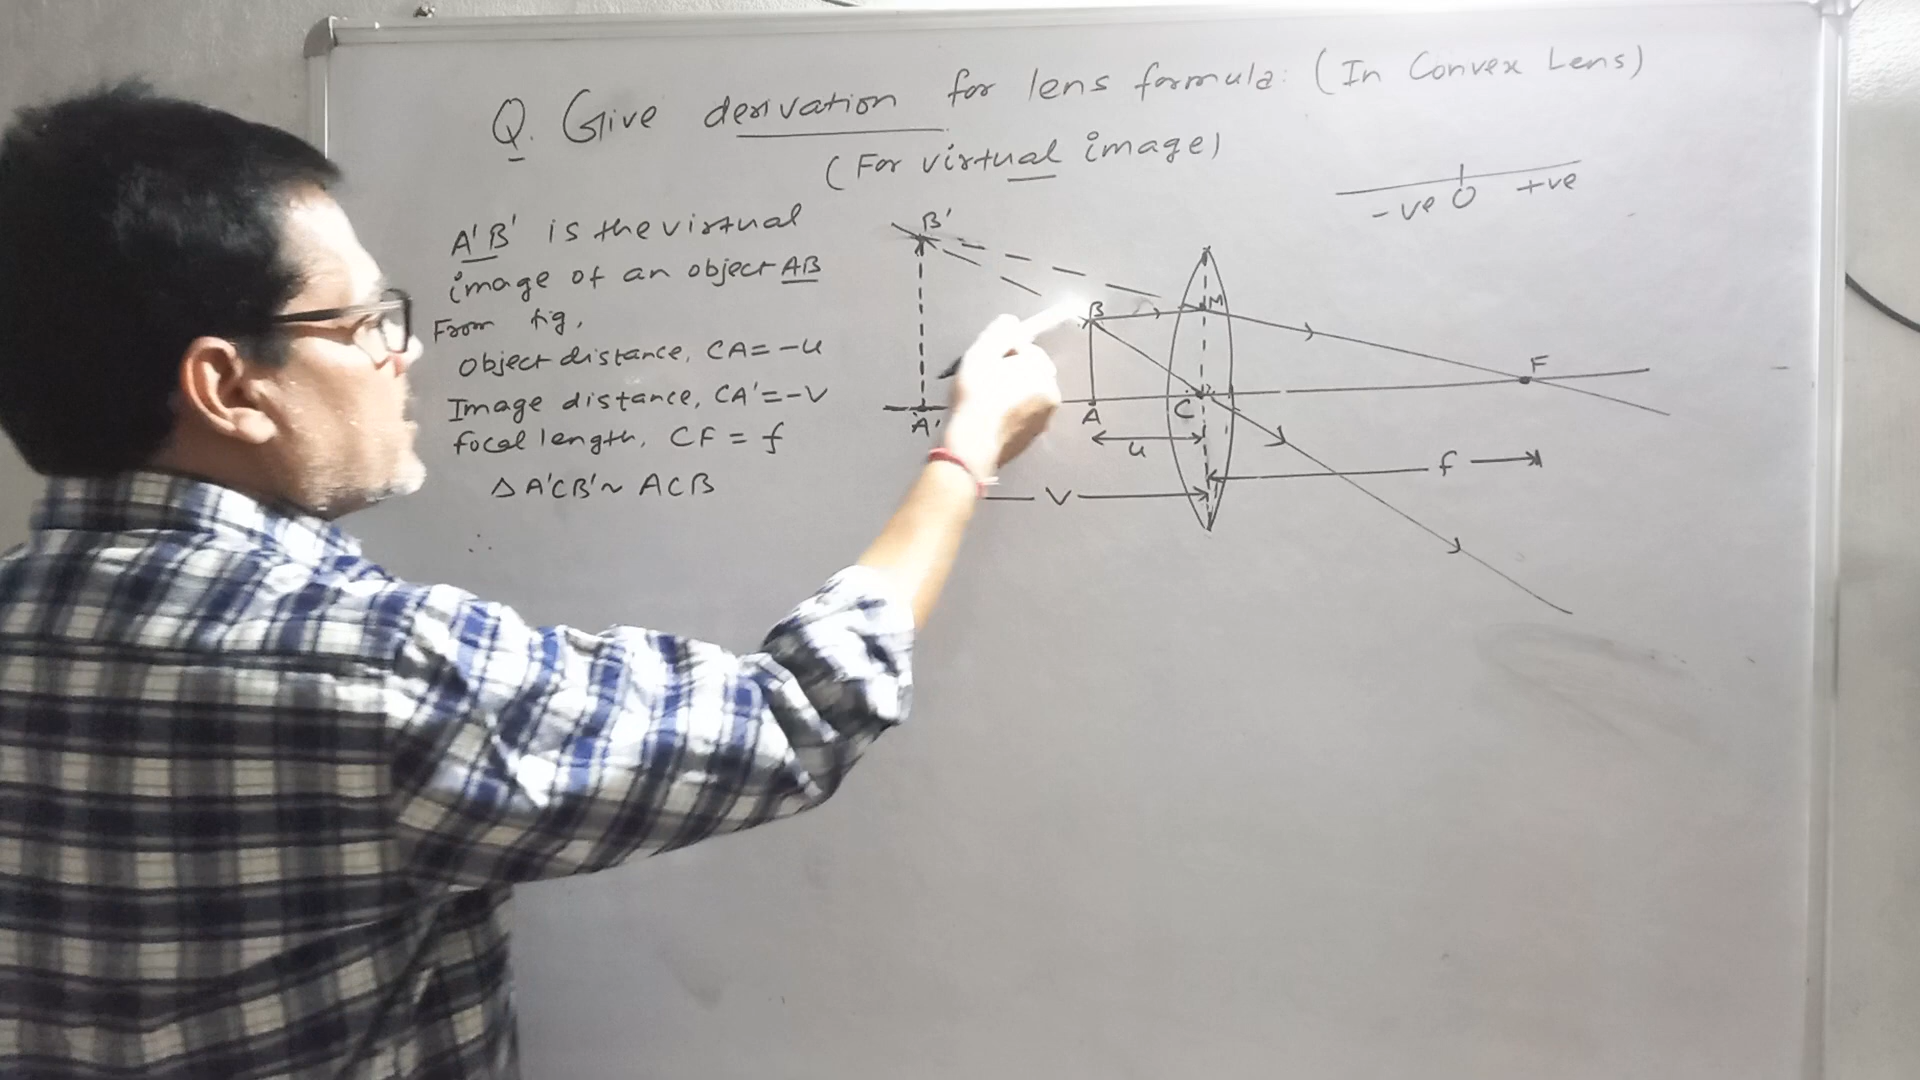 Q. Give derivation for lens formula: (In Convex Lens)
(For virtual image)
-ve O +ve
A'B' is the virtual
image of an object AB
From fig,
Object distance, CA = -u
Image distance, CA' = -v
focal length, CF = f
Δ A'CB' ~ ACB
∴
B'
B
M
F
A'
A
C
u
f
V